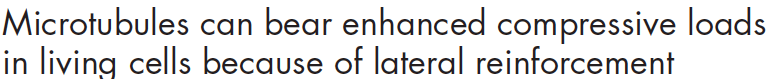 Microtubules can bear enhanced compressive loads
in living cells because of lateral reinforcement